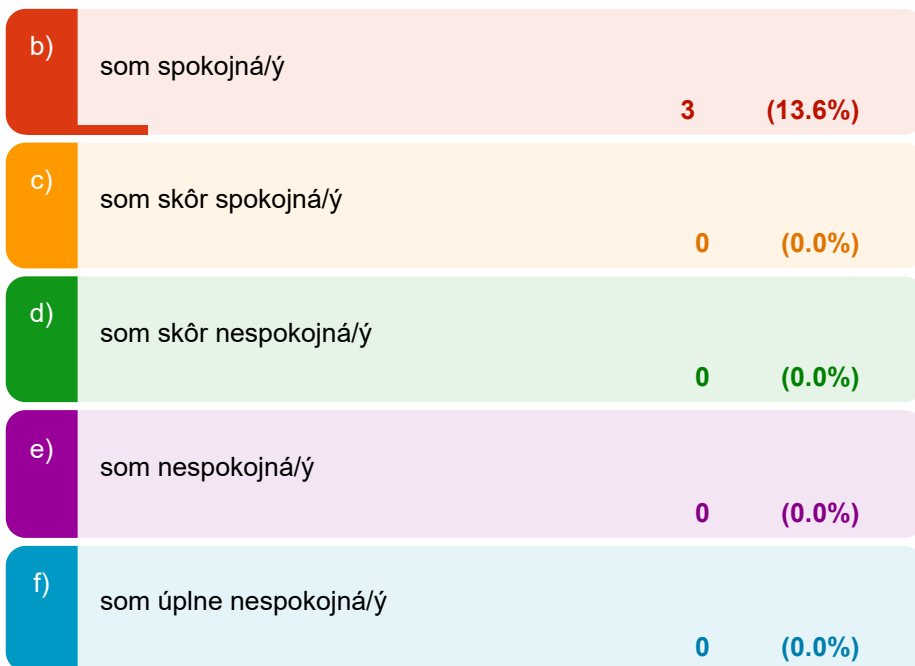 b)
som spokojná/ý
3 (13.6%)
c)
som skôr spokojná/ý
0 (0.0%)
d)
som skôr nespokojná/ý
0 (0.0%)
e)
som nespokojná/ý
0 (0.0%)
f)
som úplne nespokojná/ý
0 (0.0%)